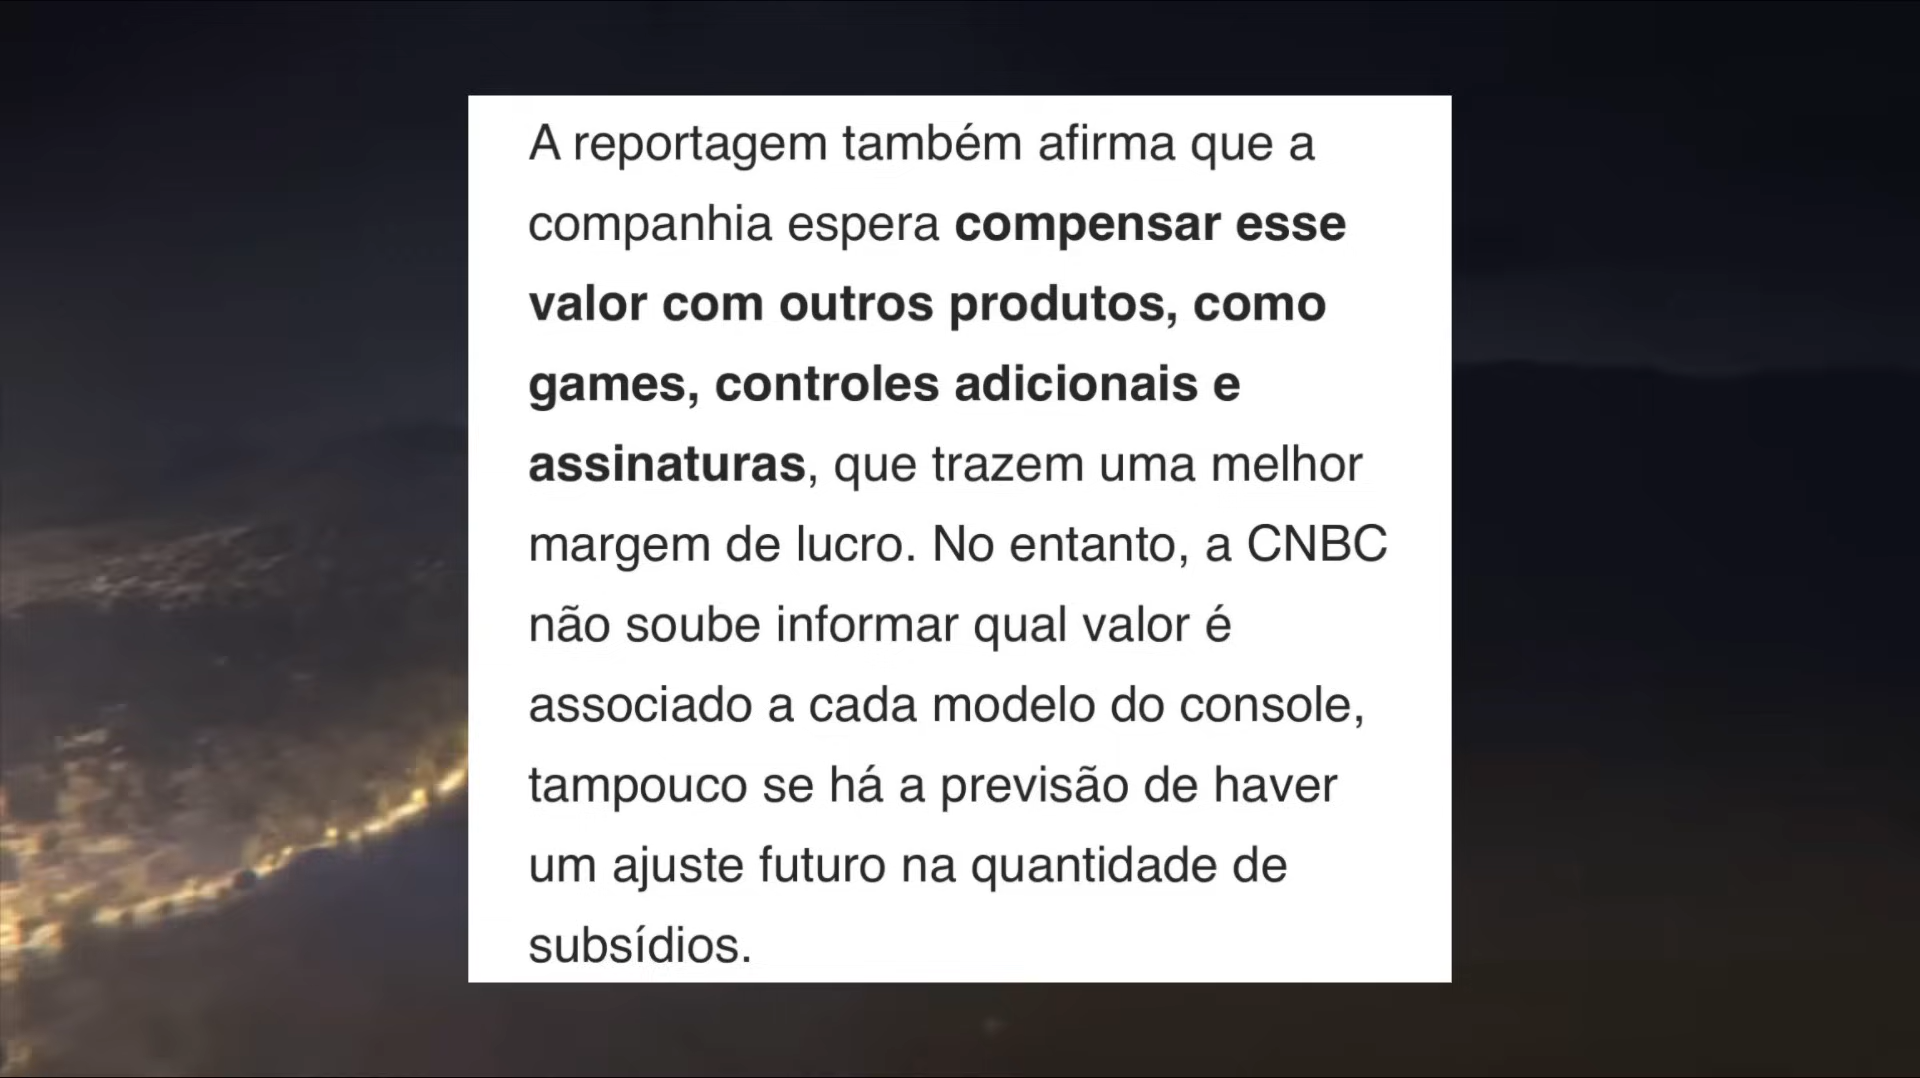 A reportagem também afirma que a
companhia espera compensar esse
valor com outros produtos, como
games, controles adicionais e
assinaturas, que trazem uma melhor
margem de lucro. No entanto, a CNBC
não soube informar qual valor é
associado a cada modelo do console,
tampouco se há a previsão de haver
um ajuste futuro na quantidade de
subsídios.